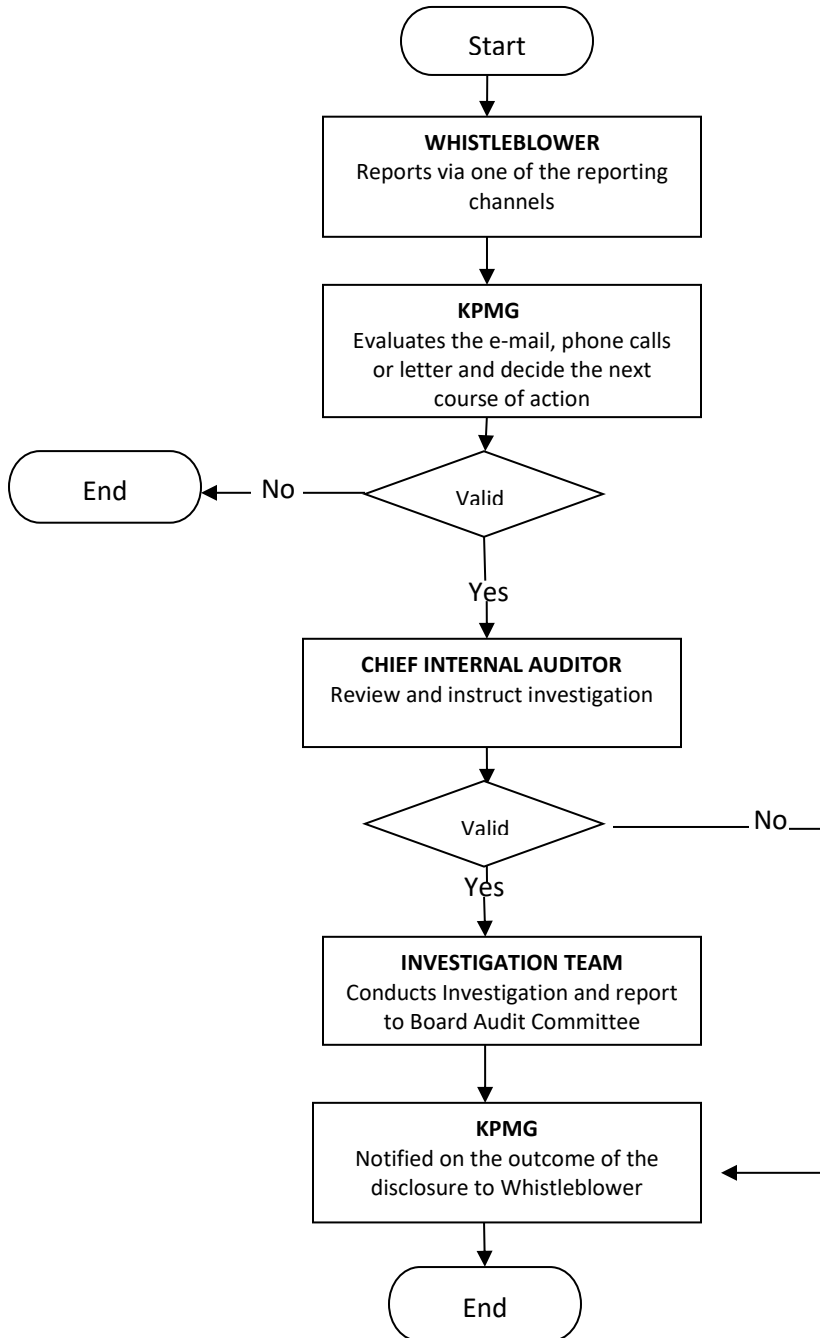 Start
WHISTLEBLOWER
Reports via one of the reporting
channels
KPMG
Evaluates the e-mail, phone calls
or letter and decide the next
course of action
End
No
Valid
Yes
CHIEF INTERNAL AUDITOR
Review and instruct investigation
Valid
No
Yes
INVESTIGATION TEAM
Conducts Investigation and report
to Board Audit Committee
KPMG
Notified on the outcome of the
disclosure to Whistleblower
End